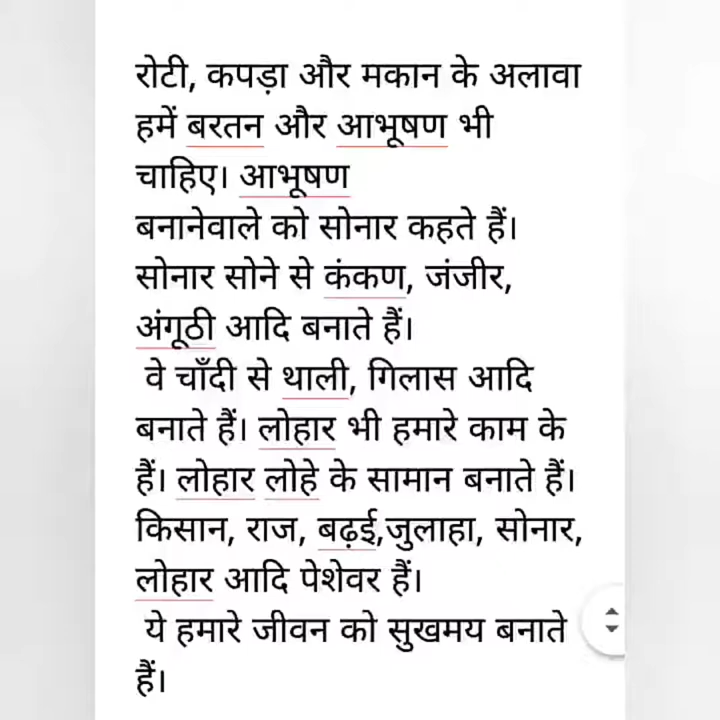 रोटी, कपड़ा और मकान के अलावा
हमें बरतन और आभूषण भी
चाहिए। आभूषण
बनानेवाले को सोनार कहते हैं।
सोनार सोने से कंकण, जंजीर,
अंगूठी आदि बनाते हैं।
वे चाँदी से थाली, गिलास आदि
बनाते हैं। लोहार भी हमारे काम के
हैं। लोहार लोहे के सामान बनाते हैं।
किसान, राज, बढ़ई,जुलाहा, सोनार,
लोहार आदि पेशेवर हैं।
ये हमारे जीवन को सुखमय बनाते
हैं।